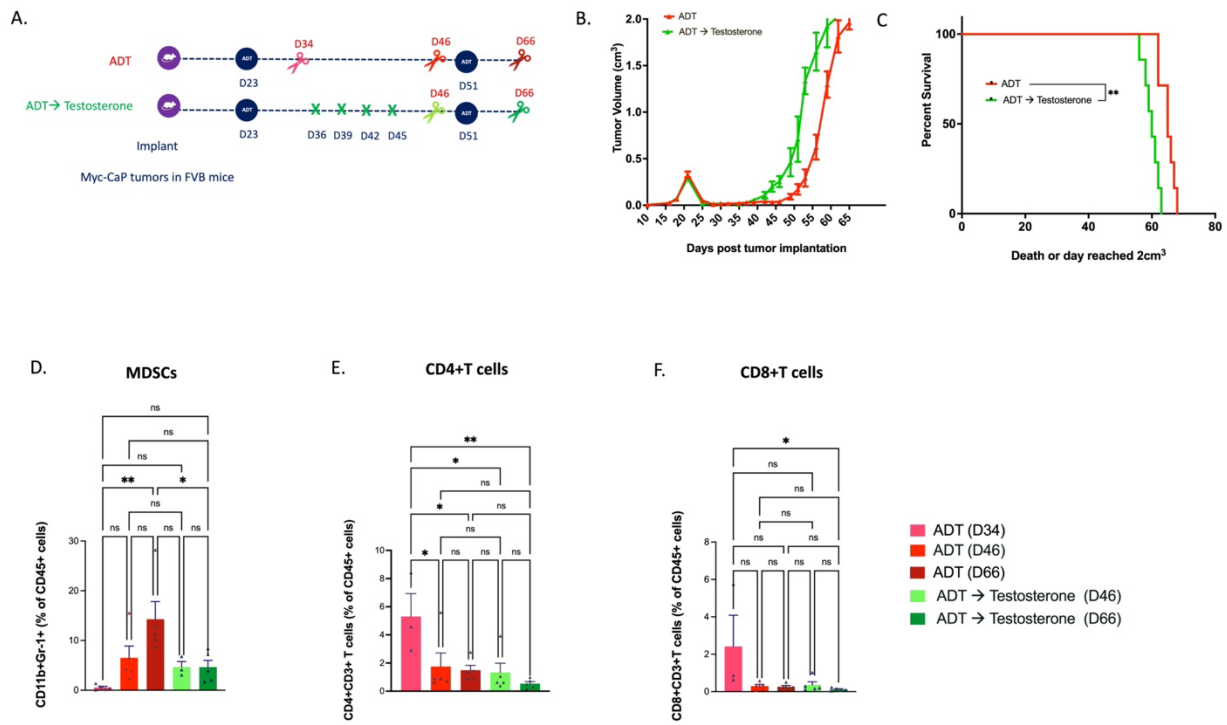 A.
D34
D46
D66
ADT
ADT
ADT
D23
D51
D46
D66
ADT→ Testosterone
ADT
ADT
D23
D36
D39
D42
D45
D51
Implant
Myc-CaP tumors in FVB mice
B.
ADT
ADT → Testosterone
Tumor Volume (cm³)
2.0
1.5
1.0
0.5
0.0
10 15 20 25 30 35 40 45 50 55 60 65
Days post tumor implantation
C.
Percent Survival
100
50
0
ADT
ADT → Testosterone
**
0 20 40 60 80
Death or day reached 2cm³
D.
MDSCs
ns
ns
ns
** *
ns
ns ns ns ns
CD11b+Gr-1+ (% of CD45+ cells)
30
20
10
0
E.
CD4+T cells
**
*
ns
* ns
ns
* ns ns ns
CD4+CD3+ T cells (% of CD45+ cells)
10
8
6
4
2
0
F.
CD8+T cells
*
ns
ns
ns
ns ns
ns ns ns ns
CD8+CD3+T cells (% of CD45+ cells)
8
6
4
2
0
ADT (D34)
ADT (D46)
ADT (D66)
ADT → Testosterone (D46)
ADT → Testosterone (D66)